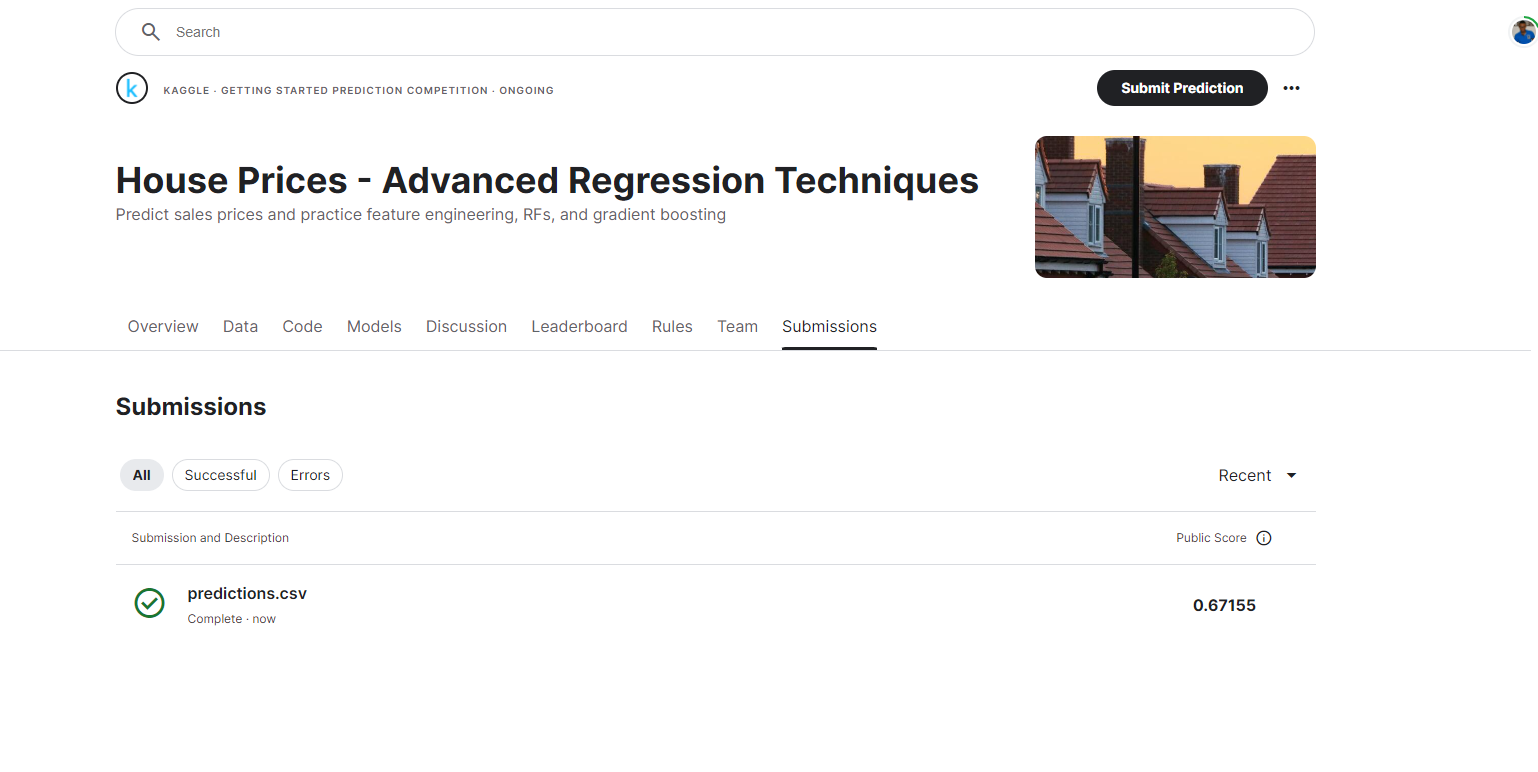 Search
k
KAGGLE · GETTING STARTED PREDICTION COMPETITION · ONGOING
Submit Prediction
House Prices - Advanced Regression Techniques
Predict sales prices and practice feature engineering, RFs, and gradient boosting
Overview Data Code Models Discussion Leaderboard Rules Team Submissions
Submissions
All Successful Errors Recent
Submission and Description Public Score
predictions.csv
Complete · now
0.67155